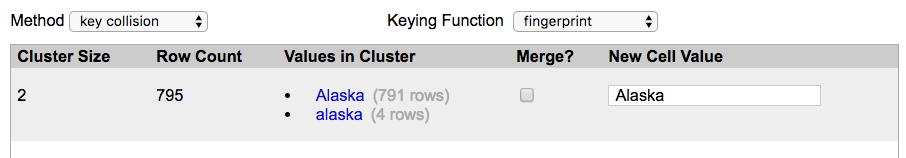 Method key collision Keying Function fingerprint
Cluster Size Row Count Values in Cluster Merge? New Cell Value
2 795 • Alaska (791 rows) Alaska
• alaska (4 rows)